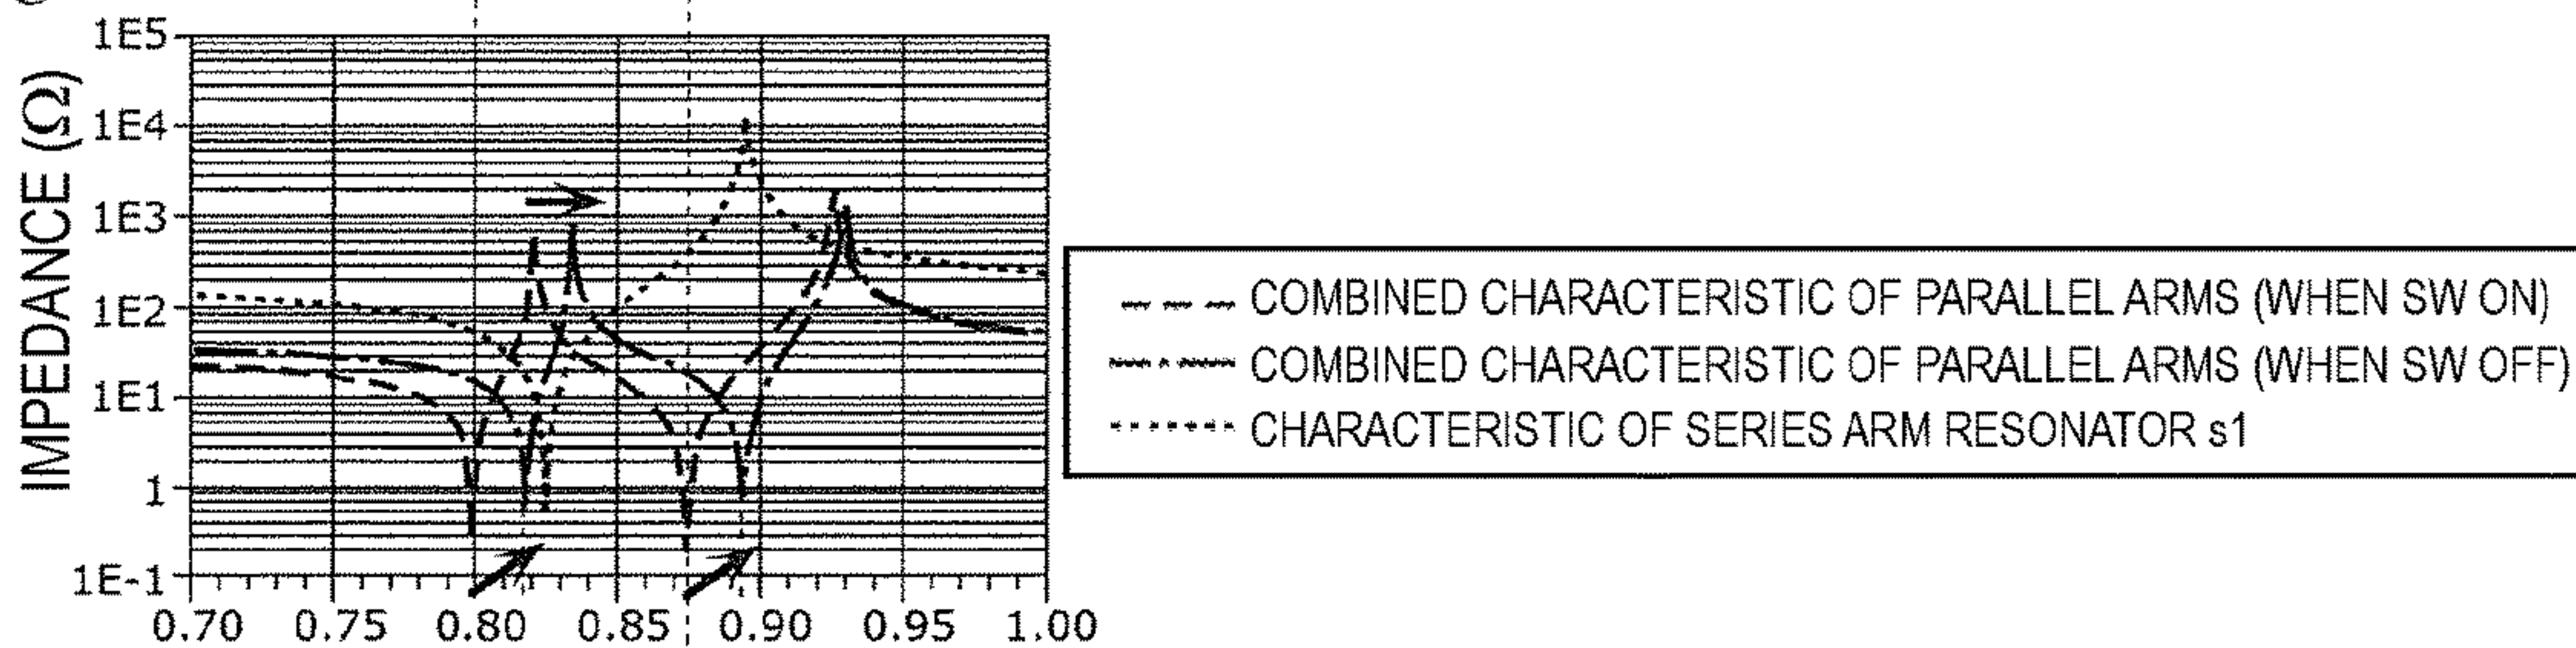 IMPEDANCE (Ω)
1E5
1E4
1E3
1E2
1E1
1
1E-1
0.70 0.75 0.80 0.85 0.90 0.95 1.00
COMBINED CHARACTERISTIC OF PARALLEL ARMS (WHEN SW ON)
COMBINED CHARACTERISTIC OF PARALLEL ARMS (WHEN SW OFF)
CHARACTERISTIC OF SERIES ARM RESONATOR s1